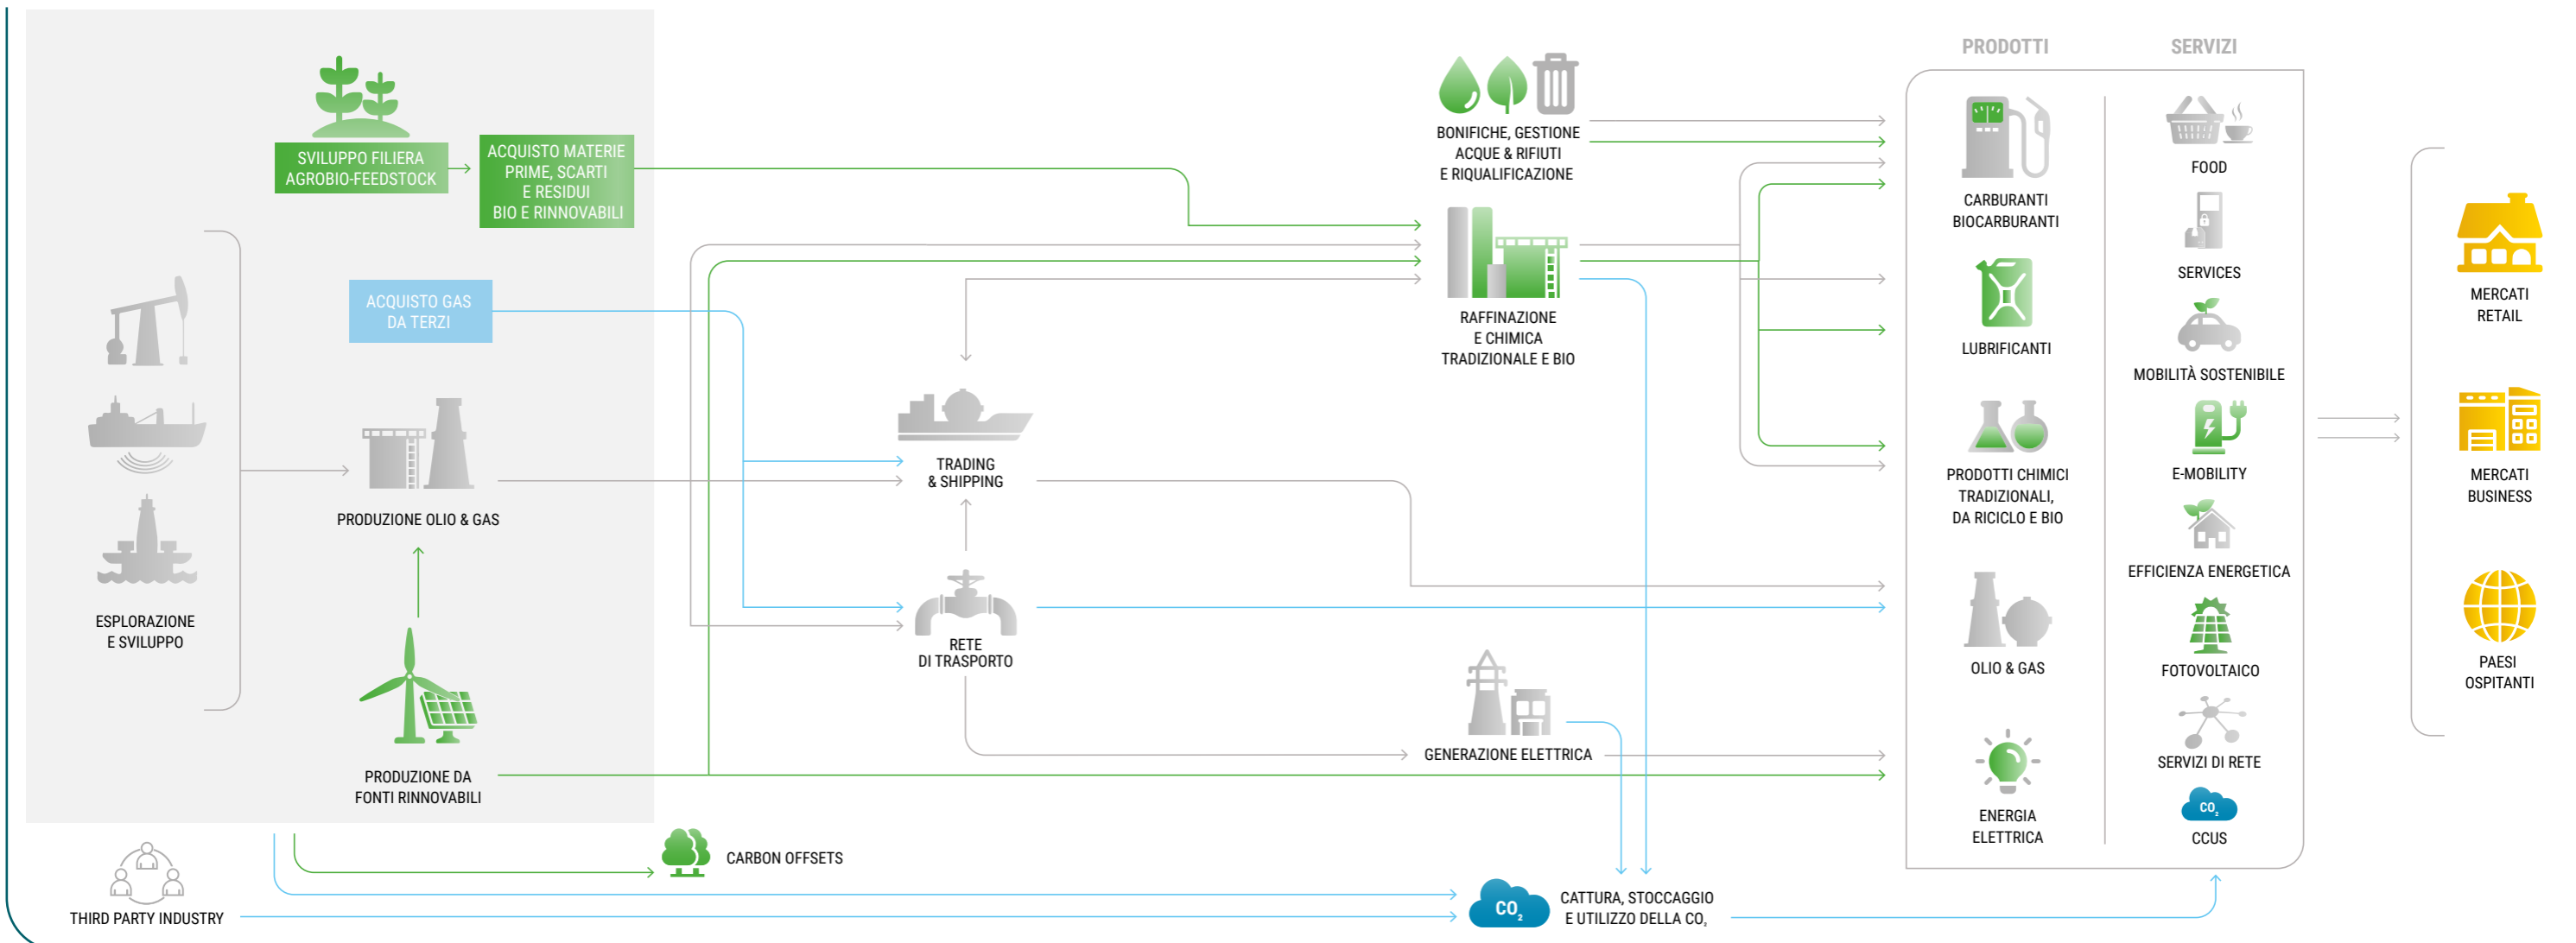 SVILUPPO FILIERA
AGROBIO-FEEDSTOCK
ACQUISTO MATERIE
PRIME, SCARTI
E RESIDUI
BIO E RINNOVABILI
ACQUISTO GAS
DA TERZI
ESPLORAZIONE
E SVILUPPO
PRODUZIONE OLIO & GAS
PRODUZIONE DA
FONTI RINNOVABILI
THIRD PARTY INDUSTRY
CARBON OFFSETS
TRADING
& SHIPPING
RETE
DI TRASPORTO
BONIFICHE, GESTIONE
ACQUE & RIFIUTI
E RIQUALIFICAZIONE
RAFFINAZIONE
E CHIMICA
TRADIZIONALE E BIO
GENERAZIONE ELETTRICA
CO₂
CATTURA, STOCCAGGIO
E UTILIZZO DELLA CO₂
PRODOTTI
CARBURANTI
BIOCARBURANTI
LUBRIFICANTI
PRODOTTI CHIMICI
TRADIZIONALI,
DA RICICLO E BIO
OLIO & GAS
ENERGIA
ELETTRICA
SERVIZI
FOOD
SERVICES
MOBILITÀ SOSTENIBILE
E-MOBILITY
EFFICIENZA ENERGETICA
FOTOVOLTAICO
SERVIZI DI RETE
CO₂
CCUS
MERCATI
RETAIL
MERCATI
BUSINESS
PAESI
OSPITANTI